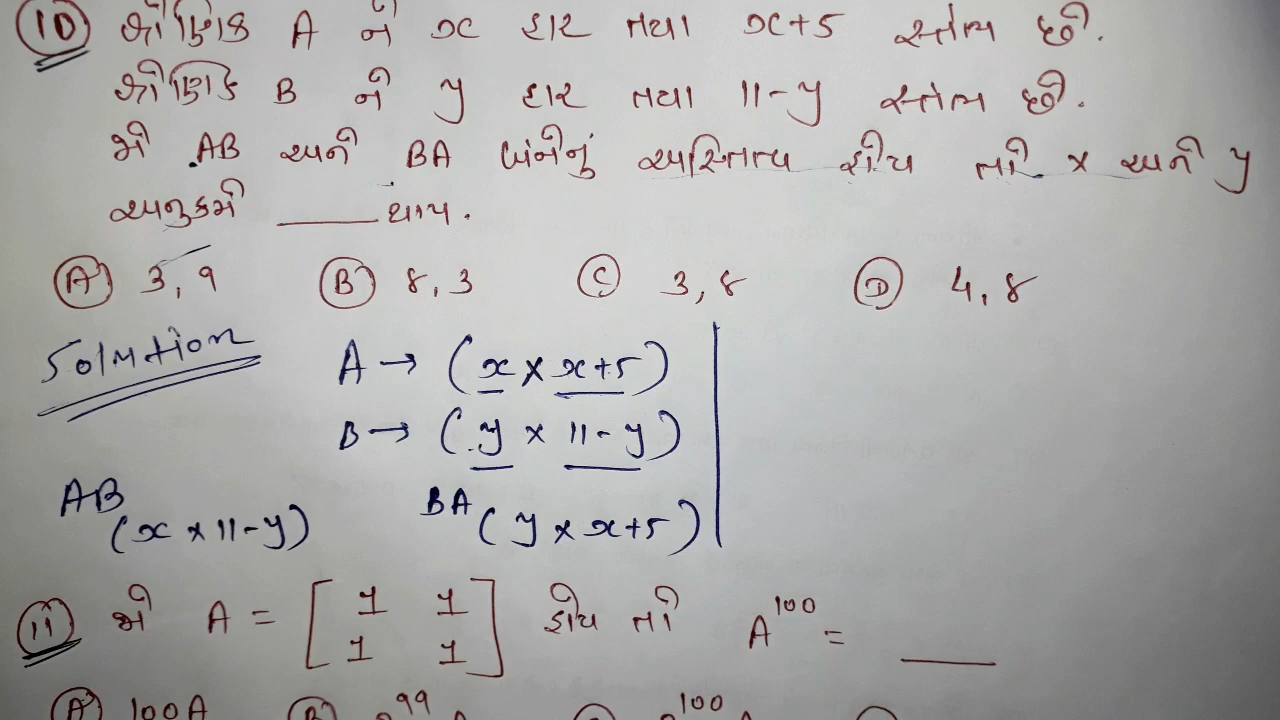 (10) શ્રેણિક A ને x હાર તથા x+5 સ્તંભ છે.
શ્રેણિક B ને y હાર તથા 11-y સ્તંભ છે.
જો AB અને BA બંનેનું અસ્તિત્વ હોય તો x અને y
અનુક્રમે ____ થાય.
(A) 3, 9 (B) 8, 3 (C) 3, 8 (D) 4, 8
Solution A → (x × x+5)
B → (y × 11-y)
AB (x × 11-y) BA (y × x+5)
(11) જો A = [1 1; 1 1] હોય તો A^100 = ____
(A) 100A (B)